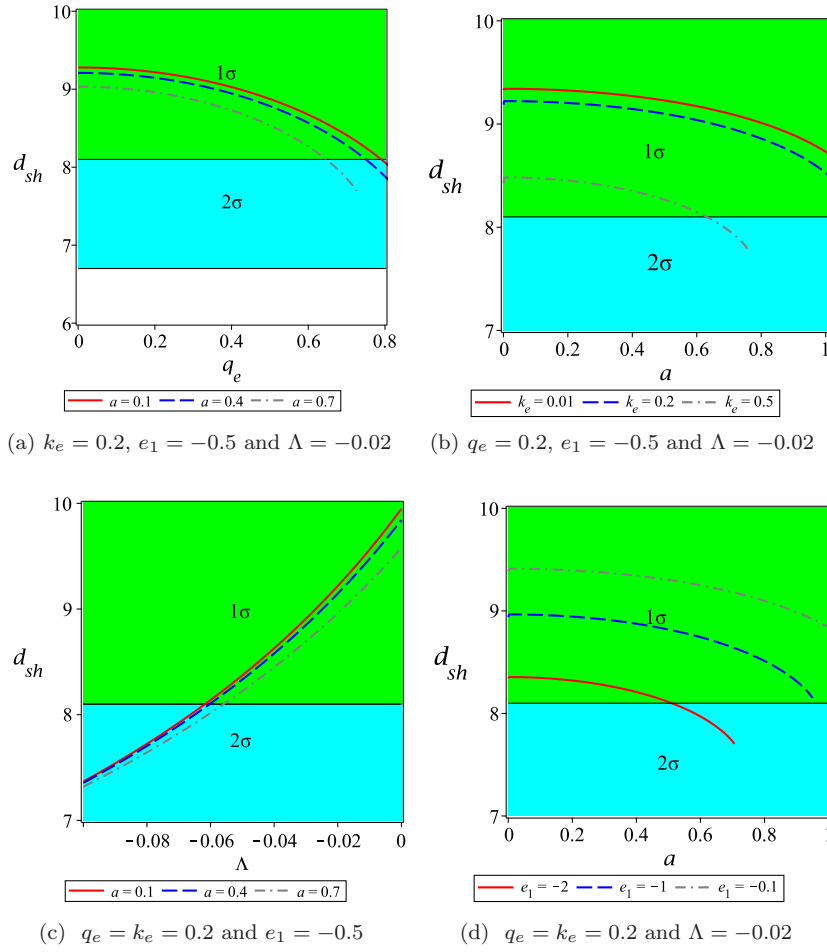 10
9
8
7
6
d_sh
1σ
2σ
0 0.2 0.4 0.6 0.8
q_e
a = 0.1 a = 0.4 a = 0.7
(a) k_e = 0.2, e_1 = −0.5 and Λ = −0.02
10
9
8
7
d_sh
1σ
2σ
0 0.2 0.4 0.6 0.8 1
a
k_e = 0.01 k_e = 0.2 k_e = 0.5
(b) q_e = 0.2, e_1 = −0.5 and Λ = −0.02
10
9
8
7
d_sh
1σ
2σ
−0.08 −0.06 −0.04 −0.02 0
Λ
a = 0.1 a = 0.4 a = 0.7
(c) q_e = k_e = 0.2 and e_1 = −0.5
10
9
8
7
d_sh
1σ
2σ
0 0.2 0.4 0.6 0.8 1
a
e_1 = −2 e_1 = −1 e_1 = −0.1
(d) q_e = k_e = 0.2 and Λ = −0.02